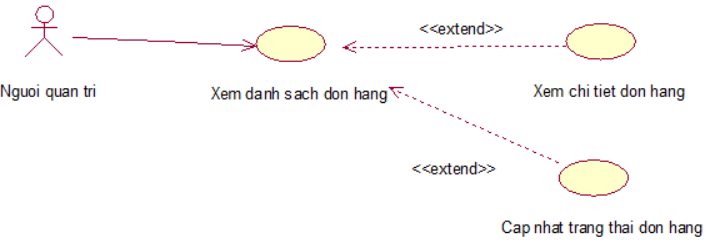 <<extend>>
Nguoi quan tri
Xem danh sach don hang
Xem chi tiet don hang
<<extend>>
Cap nhat trang thai don hang